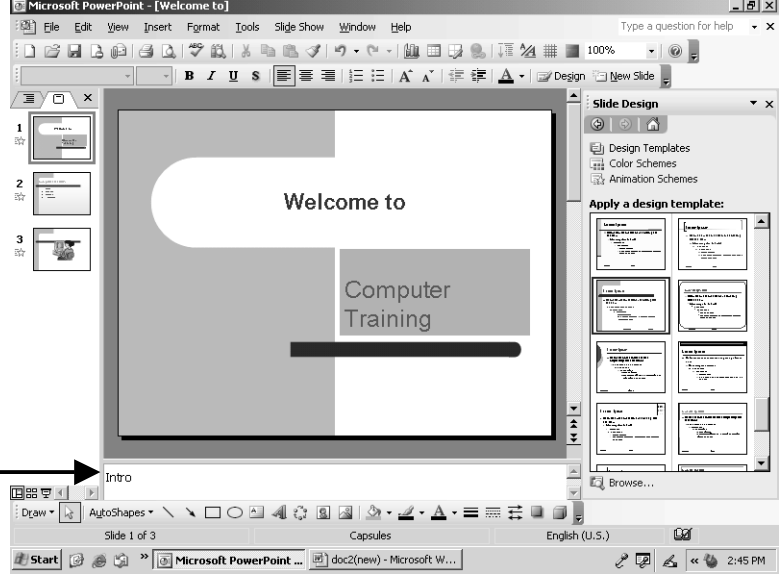 Microsoft PowerPoint - [Welcome to]
File Edit View Insert Format Tools Slide Show Window Help
Type a question for help
100%
B I U S A A A Design New Slide
1
2
3
Welcome to
Computer
Training
Slide Design
Design Templates
Color Schemes
Animation Schemes
Apply a design template:
Browse...
Intro
Draw AutoShapes A
Slide 1 of 3 Capsules English (U.S.)
Start » Microsoft PowerPoint ... doc2(new) - Microsoft W... « 2:45 PM